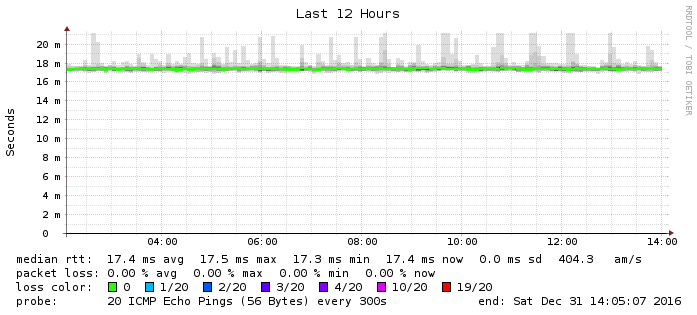 Last 12 Hours
RRDTOOL / TOBI OETIKER
Seconds
20 m
18 m
16 m
14 m
12 m
10 m
8 m
6 m
4 m
2 m
0
04:00 06:00 08:00 10:00 12:00 14:00
median rtt: 17.4 ms avg 17.5 ms max 17.3 ms min 17.4 ms now 0.0 ms sd 404.3 am/s
packet loss: 0.00 % avg 0.00 % max 0.00 % min 0.00 % now
loss color: 0 1/20 2/20 3/20 4/20 10/20 19/20
probe: 20 ICMP Echo Pings (56 Bytes) every 300s end: Sat Dec 31 14:05:07 2016